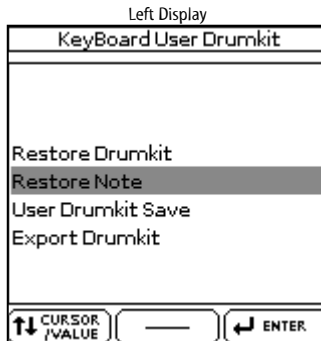 Left Display
KeyBoard User Drumkit
Restore Drumkit
Restore Note
User Drumkit Save
Export Drumkit
CURSOR
/VALUE
ENTER